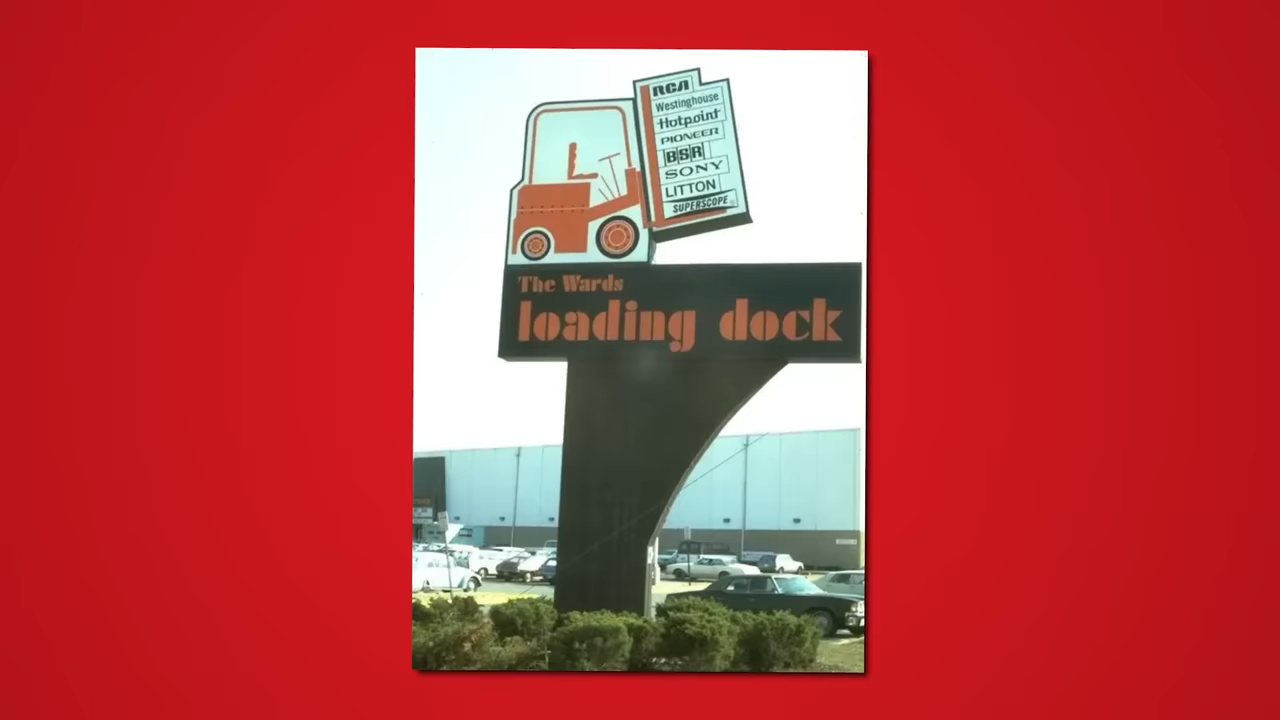 RCA
Westinghouse
Hotpoint
PIONEER
BSR
SONY
LITTON
SUPERSCOPE
The Wards
loading dock